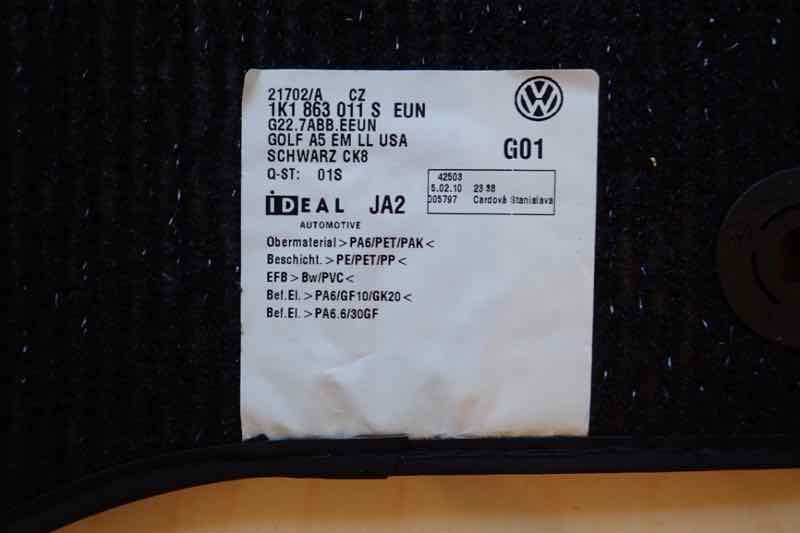 21702/A CZ
1K1 863 011 S EUN
G22.7ABB.EEUN
GOLF A5 EM LL USA
SCHWARZ CK8
Q-ST: 01S
VW
G01
42503
5.02.10 23 38
005797 Cardová Stanislava
IDEAL JA2
AUTOMOTIVE
Obermaterial > PA6/PET/PAK <
Beschicht. > PE/PET/PP <
EFB > Bw/PVC <
Bef.El. > PA6/GF10/GK20 <
Bef.El. > PA6.6/30GF